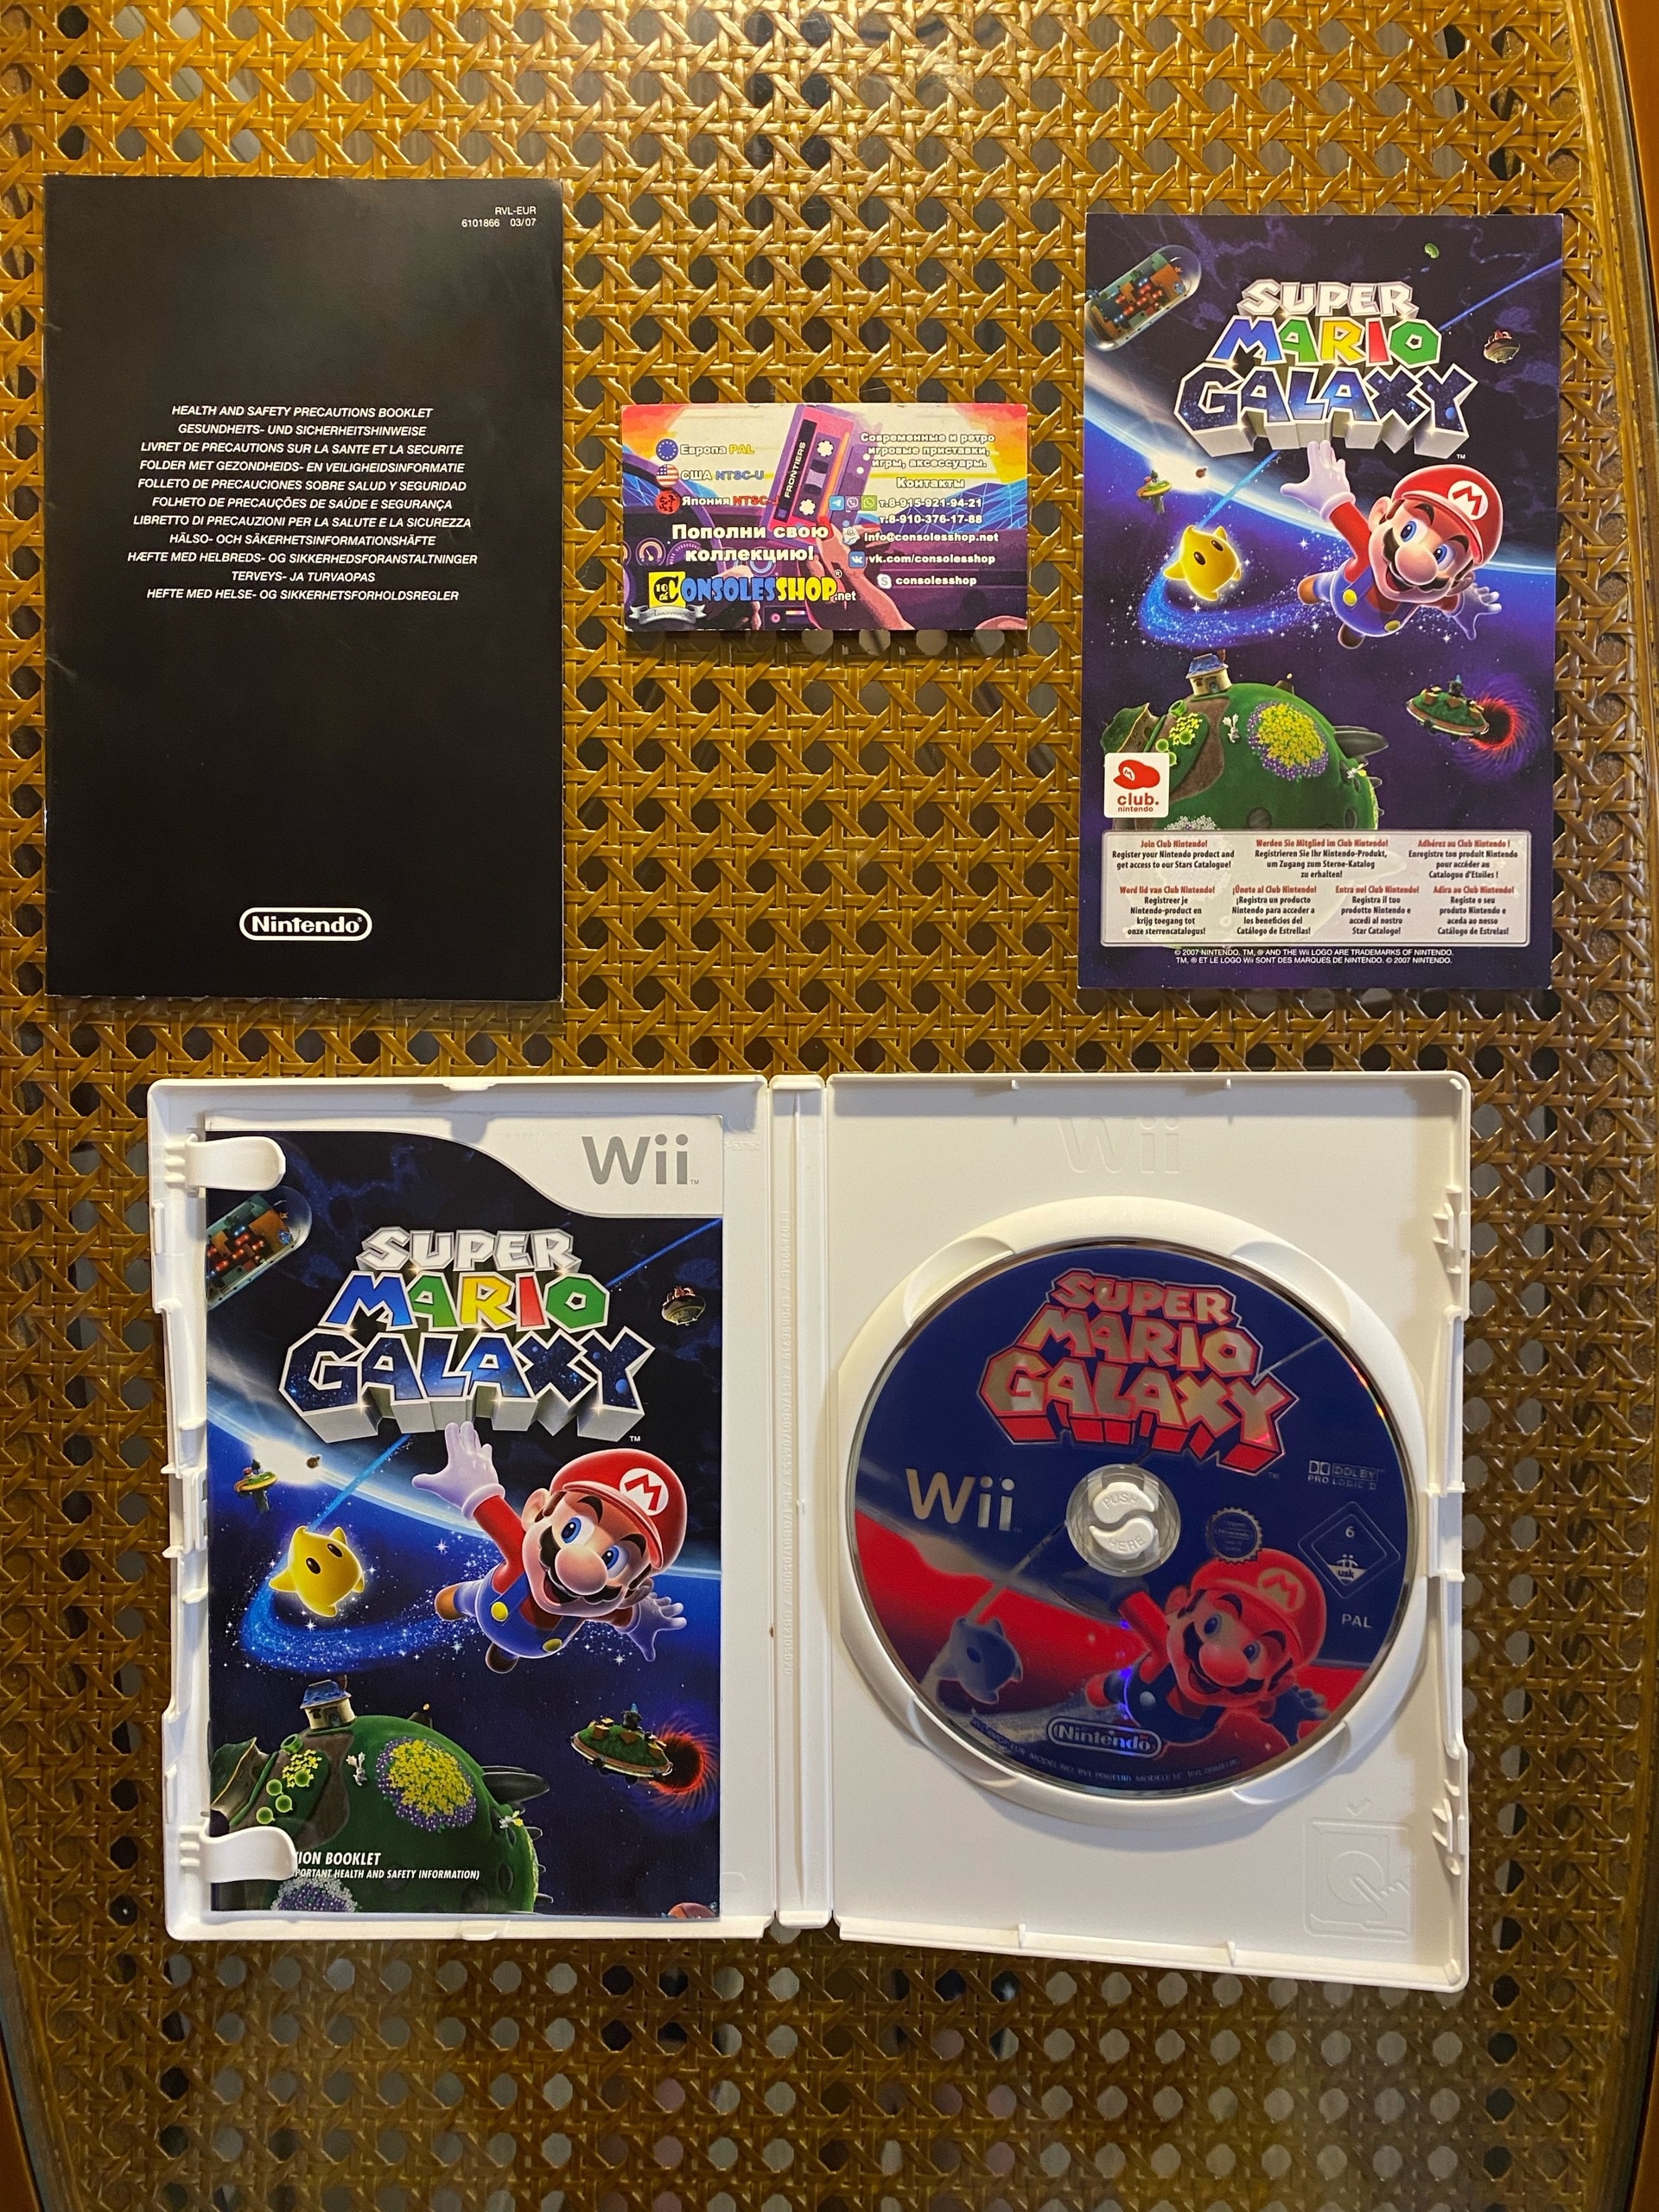 RVL-EUR
6101866 03/07
HEALTH AND SAFETY PRECAUTIONS BOOKLET
GESUNDHEITS- UND SICHERHEITSHINWEISE
LIVRET DE PRECAUTIONS SUR LA SANTE ET LA SECURITE
FOLDER MET GEZONDHEIDS- EN VEILIGHEIDSINFORMATIE
FOLLETO DE PRECAUCIONES SOBRE SALUD Y SEGURIDAD
FOLHETO DE PRECAUÇÕES DE SAÚDE E SEGURANÇA
LIBRETTO DI PRECAUZIONI PER LA SALUTE E LA SICUREZZA
HÄLSO- OCH SÄKERHETSINFORMATIONSHÄFTE
HÆFTE MED HELBREDS- OG SIKKERHEDSFORANSTALTNINGER
TERVEYS- JA TURVAOPAS
HEFTE MED HELSE- OG SIKKERHETSFORHOLDSREGLER
Nintendo®
Европа PAL
США NTSC-U
Япония NTSC-J
Пополни свою
коллекцию!
CONSOLESSHOP.net
FRONTIERS
Современные и ретро
игровые приставки,
игры, аксессуары.
Контакты
т.8-915-921-94-21
т.8-910-376-17-88
info@consolesshop.net
vk.com/consolesshop
consolesshop
SUPER
MARIO
GALAXY
TM
club.
nintendo
Join Club Nintendo!
Register your Nintendo product and
get access to our Stars Catalogue!
Werden Sie Mitglied im Club Nintendo!
Registrieren Sie Ihr Nintendo-Produkt,
um Zugang zum Sterne-Katalog
zu erhalten!
Adhérez au Club Nintendo !
Enregistre ton produit Nintendo
pour accéder au
Catalogue d'Etoiles !
Word lid van Club Nintendo!
Registreer je
Nintendo-product en
krijg toegang tot
onze sterrencatalogus!
¡Únete al Club Nintendo!
¡Registra un producto
Nintendo para acceder a
los beneficios del
Catálogo de Estrellas!
Entra nel Club Nintendo!
Registra il tuo
prodotto Nintendo e
accedi al nostro
Star Catalogo!
Adira ao Club Nintendo!
Registe o seu
produto Nintendo e
aceda ao nosso
Catálogo de Estrelas!
© 2007 NINTENDO. TM, ® AND THE Wii LOGO ARE TRADEMARKS OF NINTENDO.
TM, ® ET LE LOGO Wii SONT DES MARQUES DE NINTENDO. © 2007 NINTENDO.
Wii
TM
SUPER
MARIO
GALAXY
TM
ION BOOKLET
PORTANT HEALTH AND SAFETY INFORMATION)
Wii
SUPER
MARIO
GALAXY
TM
Wii
DOLBY
PRO LOGIC II
PUSH
HERE
6
usk
PAL
Nintendo